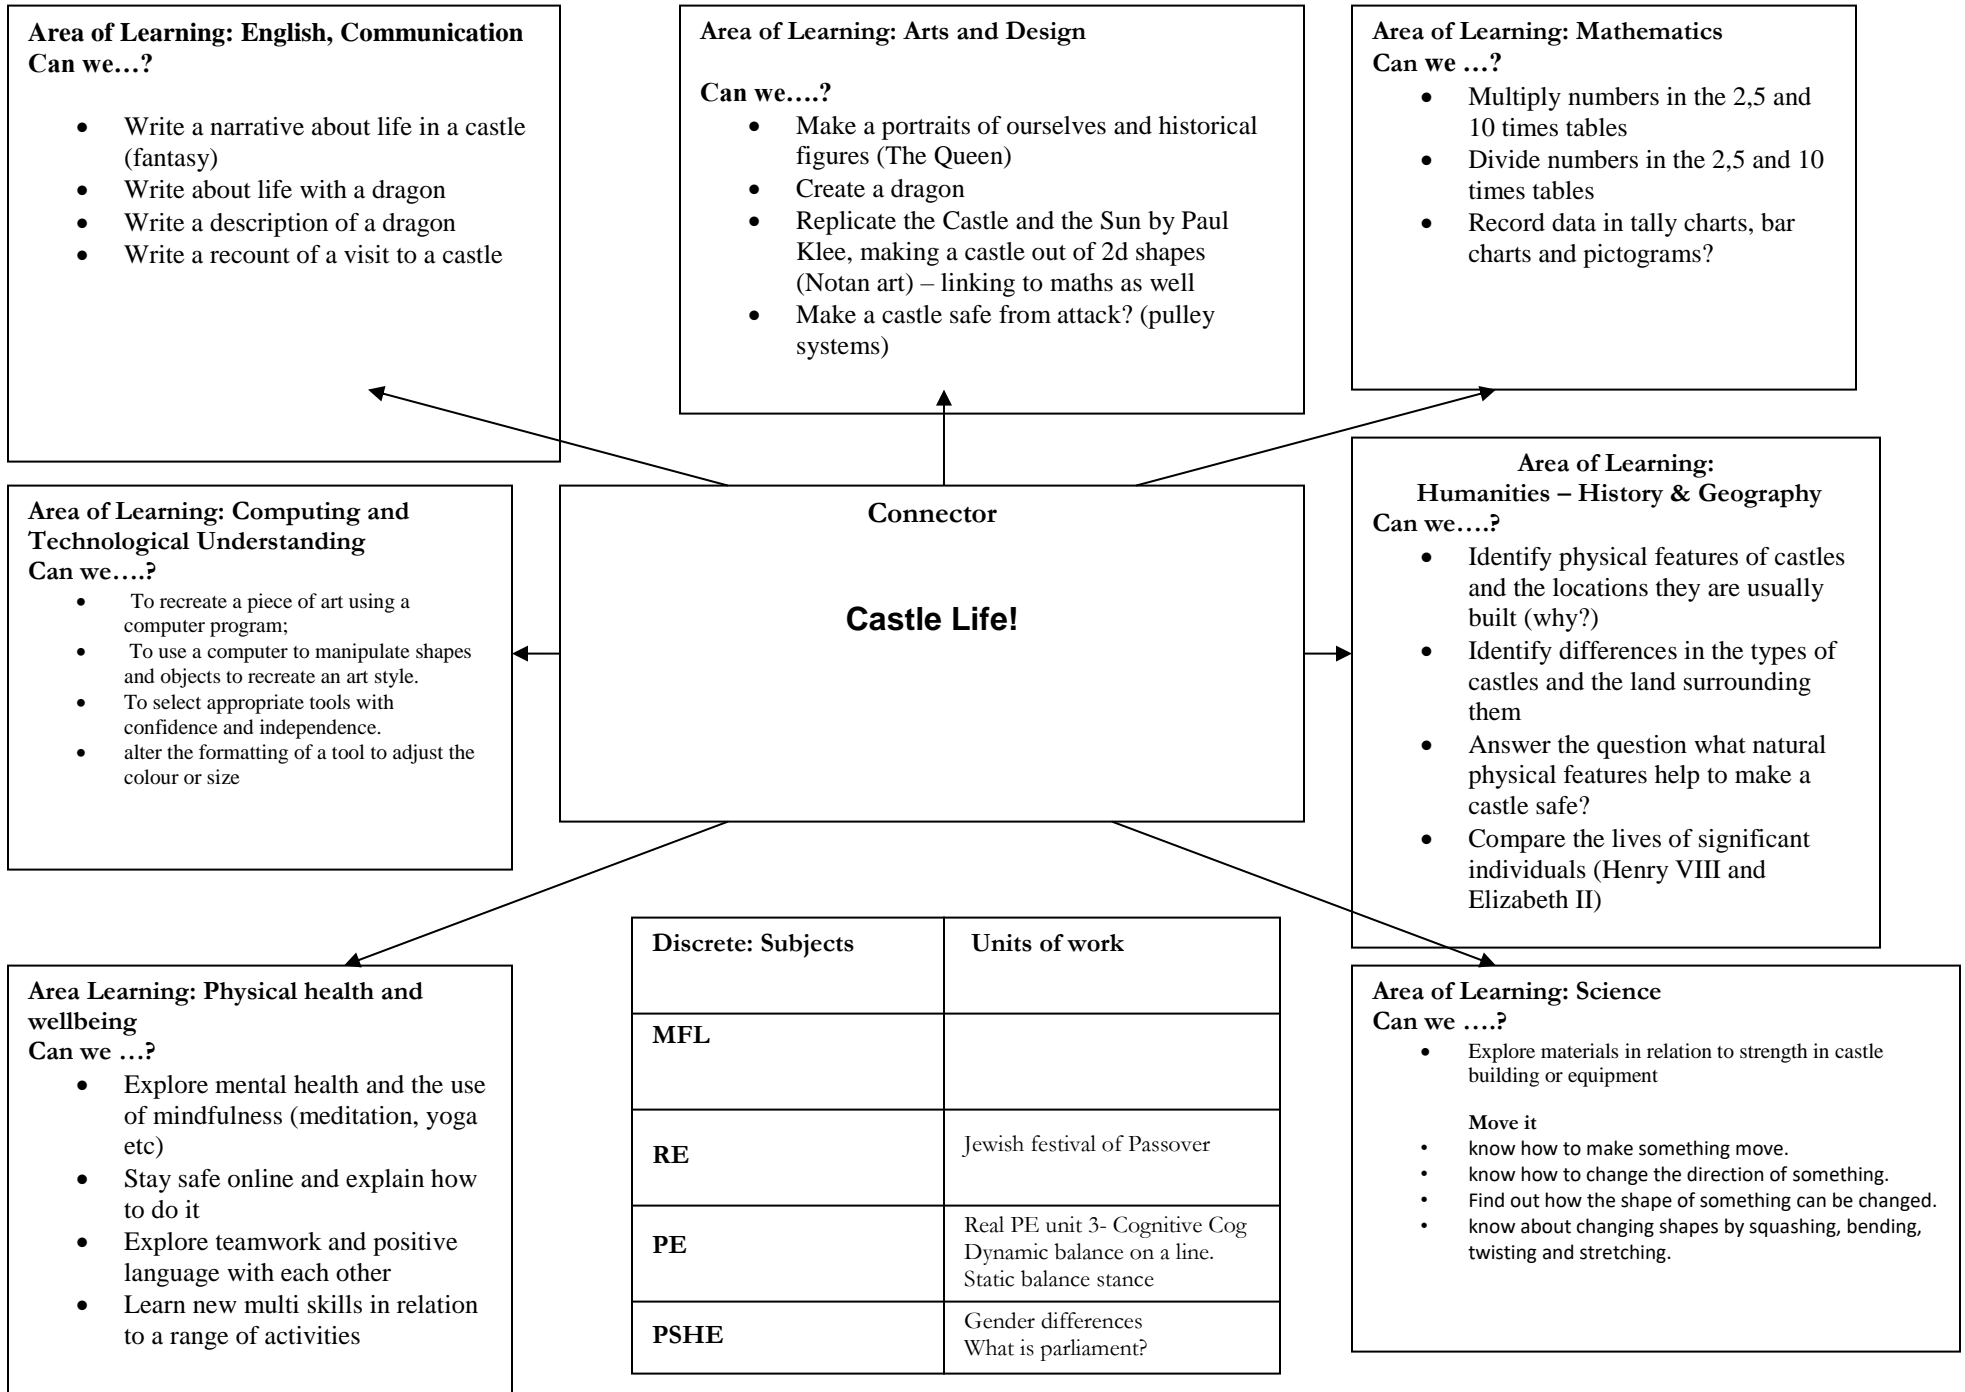 Area of Learning: English, Communication
Can we…?
• Write a narrative about life in a castle
(fantasy)
• Write about life with a dragon
• Write a description of a dragon
• Write a recount of a visit to a castle
Area of Learning: Arts and Design
Can we….?
• Make a portraits of ourselves and historical
figures (The Queen)
• Create a dragon
• Replicate the Castle and the Sun by Paul
Klee, making a castle out of 2d shapes
(Notan art) – linking to maths as well
• Make a castle safe from attack? (pulley
systems)
Area of Learning: Mathematics
Can we …?
• Multiply numbers in the 2,5 and
10 times tables
• Divide numbers in the 2,5 and 10
times tables
• Record data in tally charts, bar
charts and pictograms?
Area of Learning: Computing and
Technological Understanding
Can we….?
• To recreate a piece of art using a
computer program;
• To use a computer to manipulate shapes
and objects to recreate an art style.
• To select appropriate tools with
confidence and independence.
• alter the formatting of a tool to adjust the
colour or size
Connector
Castle Life!
Area of Learning:
Humanities – History & Geography
Can we….?
• Identify physical features of castles
and the locations they are usually
built (why?)
• Identify differences in the types of
castles and the land surrounding
them
• Answer the question what natural
physical features help to make a
castle safe?
• Compare the lives of significant
individuals (Henry VIII and
Elizabeth II)
Area Learning: Physical health and
wellbeing
Can we …?
• Explore mental health and the use
of mindfulness (meditation, yoga
etc)
• Stay safe online and explain how
to do it
• Explore teamwork and positive
language with each other
• Learn new multi skills in relation
to a range of activities
Discrete: Subjects Units of work
MFL
RE Jewish festival of Passover
PE Real PE unit 3- Cognitive Cog
Dynamic balance on a line.
Static balance stance
PSHE Gender differences
What is parliament?
Area of Learning: Science
Can we ….?
• Explore materials in relation to strength in castle
building or equipment
Move it
• know how to make something move.
• know how to change the direction of something.
• Find out how the shape of something can be changed.
• know about changing shapes by squashing, bending,
twisting and stretching.